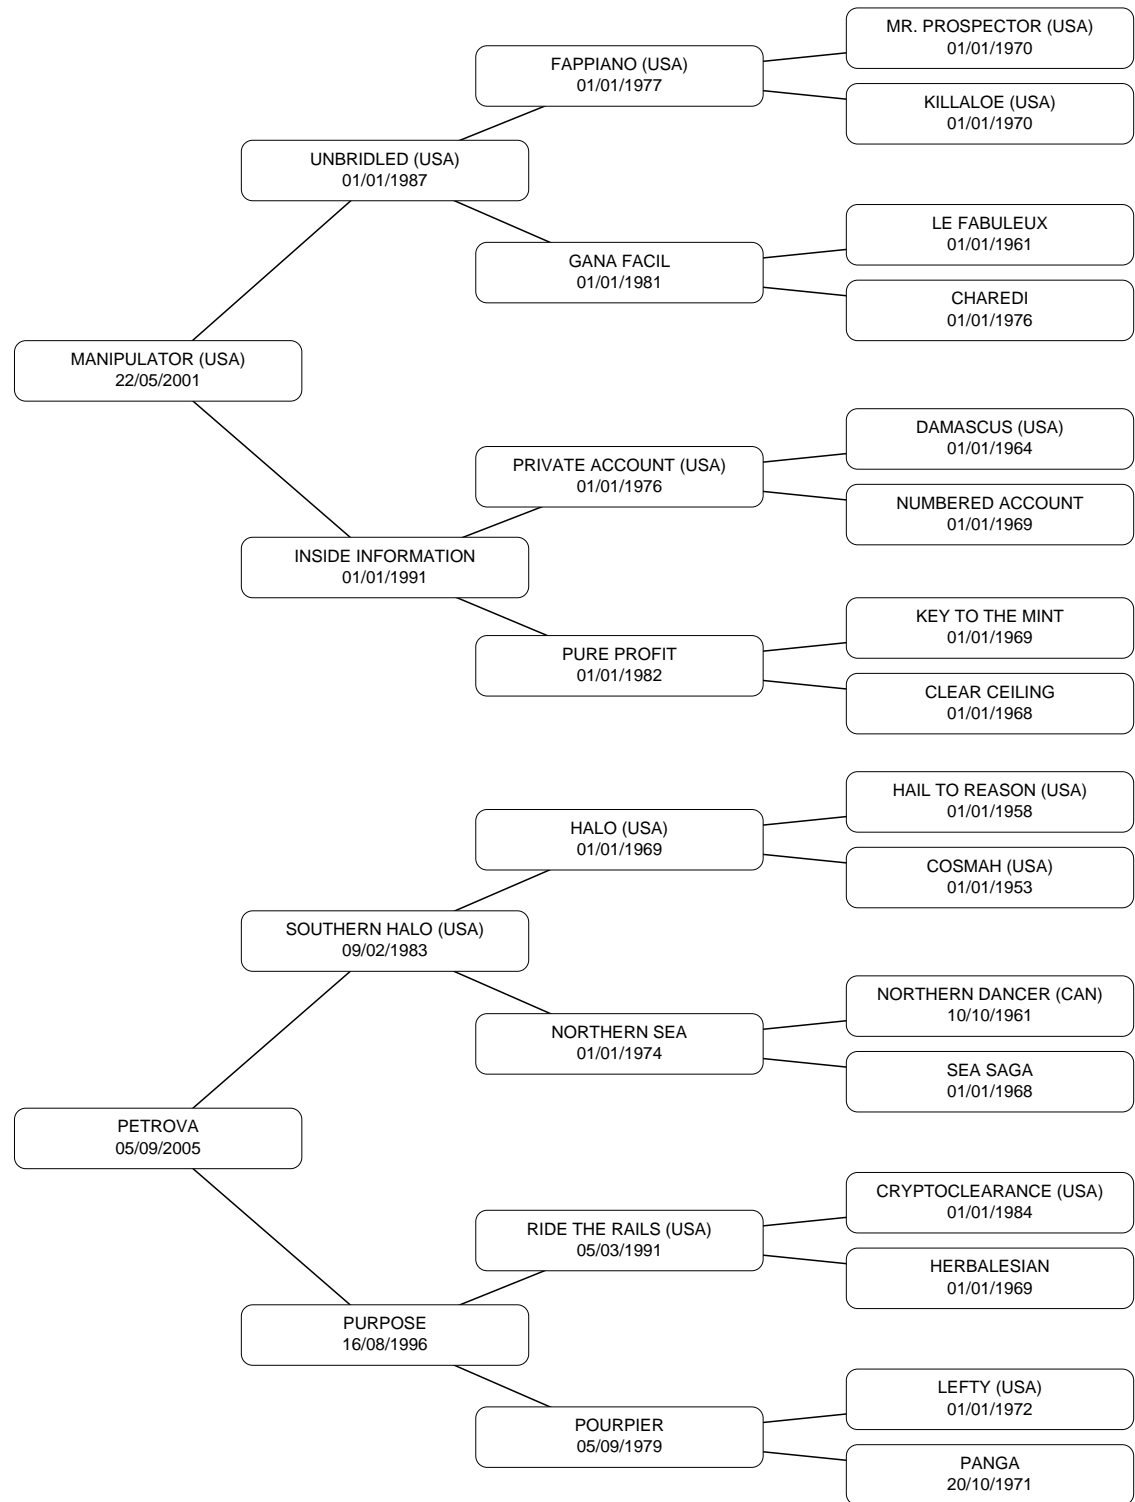 MR. PROSPECTOR (USA)
01/01/1970
FAPPIANO (USA)
01/01/1977
KILLALOE (USA)
01/01/1970
UNBRIDLED (USA)
01/01/1987
LE FABULEUX
01/01/1961
GANA FACIL
01/01/1981
CHAREDI
01/01/1976
MANIPULATOR (USA)
22/05/2001
DAMASCUS (USA)
01/01/1964
PRIVATE ACCOUNT (USA)
01/01/1976
NUMBERED ACCOUNT
01/01/1969
INSIDE INFORMATION
01/01/1991
KEY TO THE MINT
01/01/1969
PURE PROFIT
01/01/1982
CLEAR CEILING
01/01/1968
HAIL TO REASON (USA)
01/01/1958
HALO (USA)
01/01/1969
COSMAH (USA)
01/01/1953
SOUTHERN HALO (USA)
09/02/1983
NORTHERN DANCER (CAN)
10/10/1961
NORTHERN SEA
01/01/1974
SEA SAGA
01/01/1968
PETROVA
05/09/2005
CRYPTOCLEARANCE (USA)
01/01/1984
RIDE THE RAILS (USA)
05/03/1991
HERBALESIAN
01/01/1969
PURPOSE
16/08/1996
LEFTY (USA)
01/01/1972
POURPIER
05/09/1979
PANGA
20/10/1971